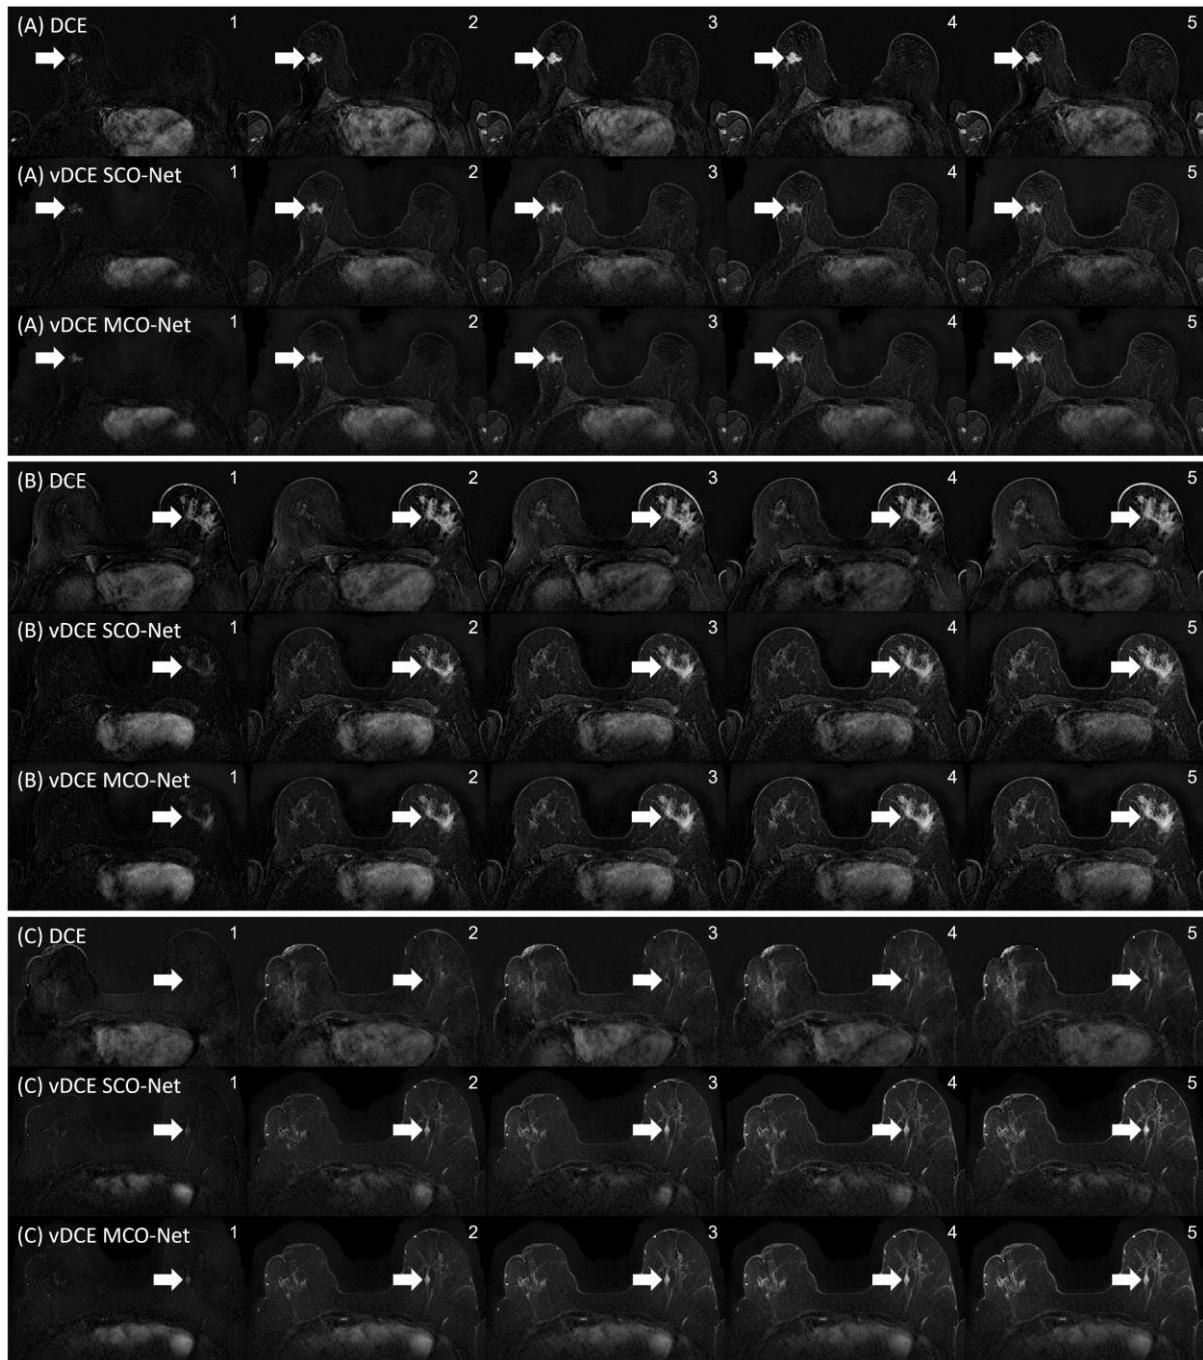 (A) DCE 1 2 3 4 5
(A) vDCE SCO-Net 1 2 3 4 5
(A) vDCE MCO-Net 1 2 3 4 5
(B) DCE 1 2 3 4 5
(B) vDCE SCO-Net 1 2 3 4 5
(B) vDCE MCO-Net 1 2 3 4 5
(C) DCE 1 2 3 4 5
(C) vDCE SCO-Net 1 2 3 4 5
(C) vDCE MCO-Net 1 2 3 4 5